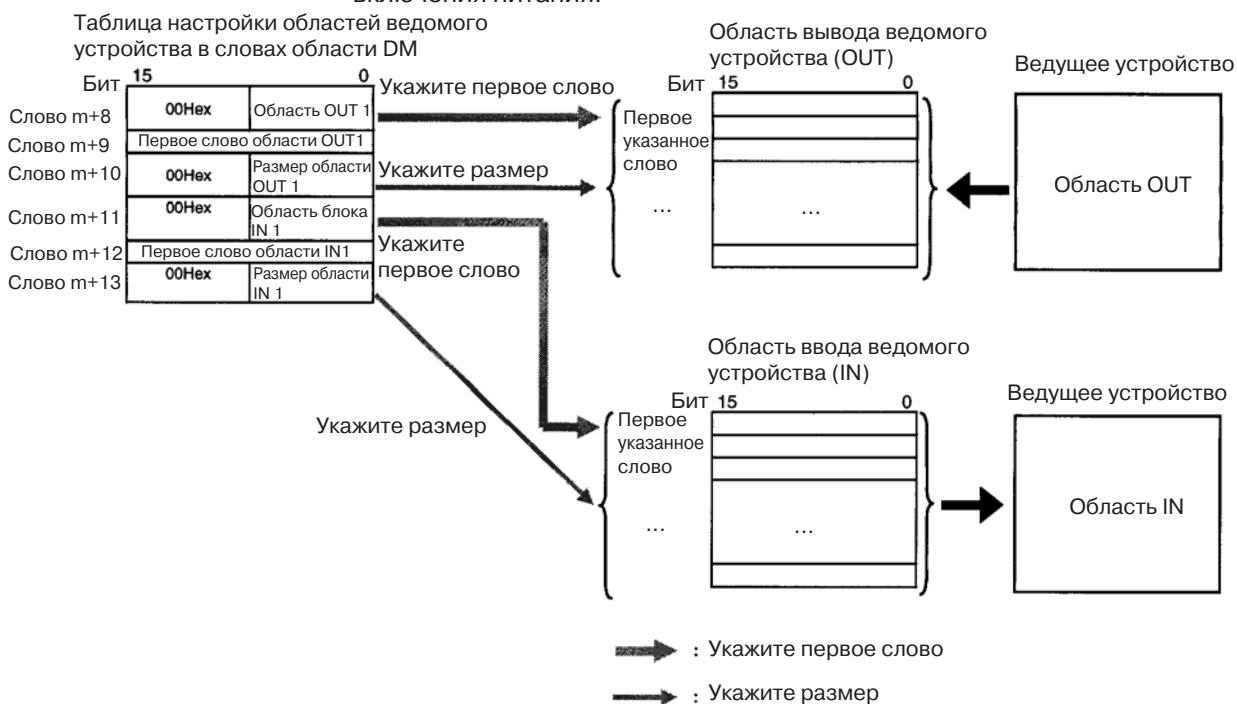 включения питания.
Таблица настройки областей ведомого
устройства в словах области DM
Бит 15 0
Слово m+8 00Hex Область OUT 1
Слово m+9 Первое слово области OUT1
Слово m+10 00Hex Размер области
OUT 1
Слово m+11 00Hex Область блока
IN 1
Слово m+12 Первое слово области IN1
Слово m+13 00Hex Размер области
IN 1
Укажите первое слово
Укажите размер
Укажите
первое слово
Укажите размер
Область вывода ведомого
устройства (OUT)
Бит 15 0
Первое
указанное
слово
... ...
Ведущее устройство
Область OUT
Область ввода ведомого
устройства (IN)
Бит 15 0
Первое
указанное
слово
... ...
Ведущее устройство
Область IN
: Укажите первое слово
: Укажите размер